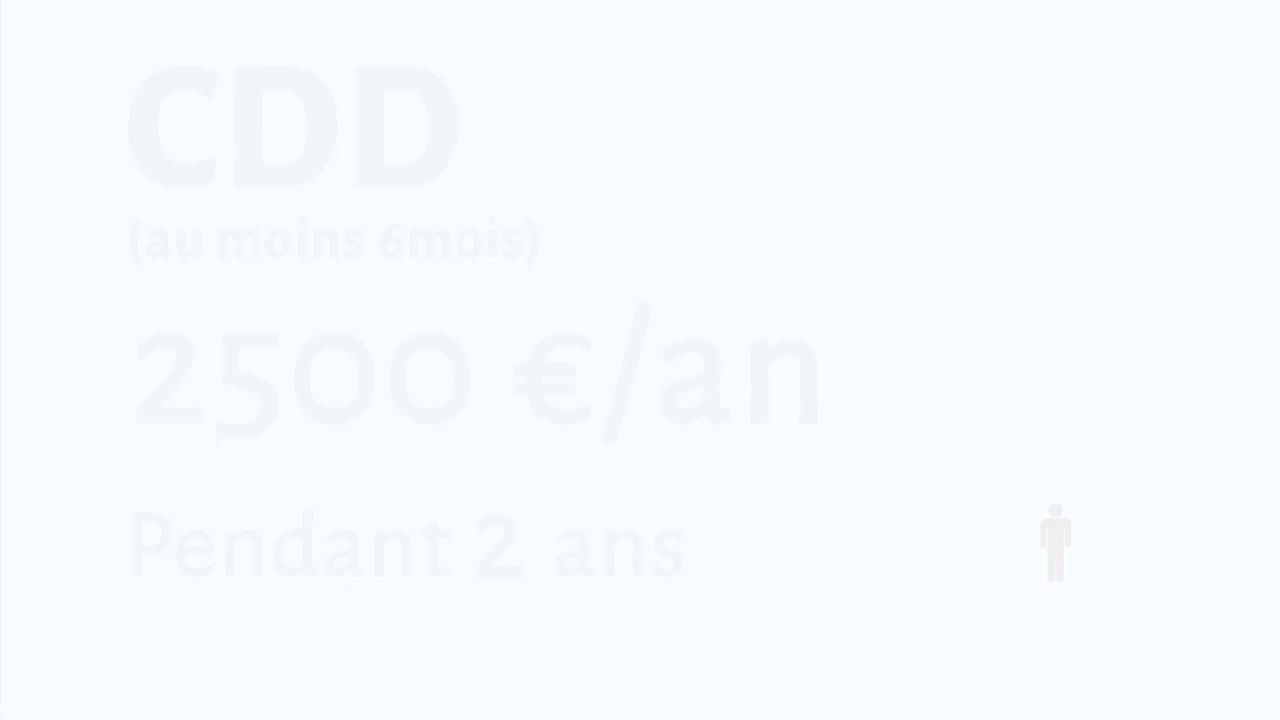 CDD
(au moins 6mois)
2500 €/an
Pendant 2 ans